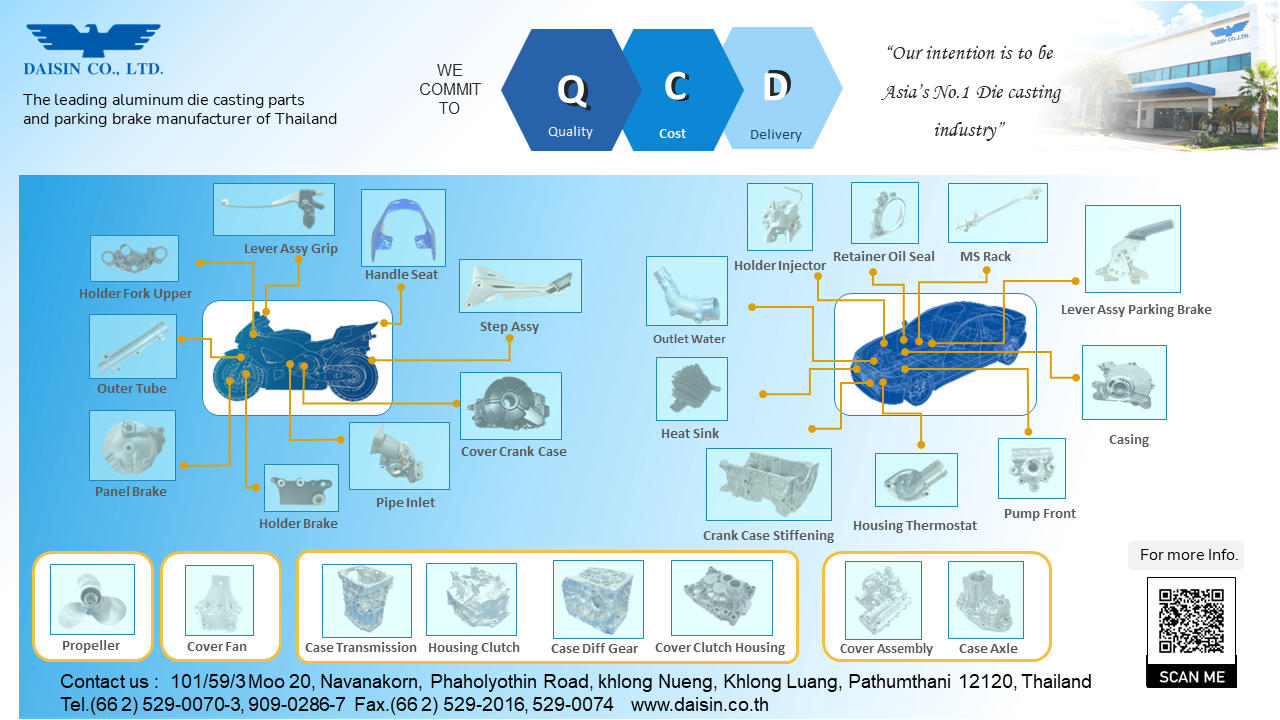 DAISIN CO., LTD.
The leading aluminum die casting parts
and parking brake manufacturer of Thailand
WE
COMMIT
TO
Q
Quality
C
Cost
D
Delivery
“Our intention is to be
Asia’s No.1 Die casting
industry”
DAISIN CO.,LTD.
Lever Assy Grip
Handle Seat
Holder Fork Upper
Step Assy
Outer Tube
Cover Crank Case
Panel Brake
Pipe Inlet
Holder Brake
Holder Injector
Retainer Oil Seal
MS Rack
Lever Assy Parking Brake
Outlet Water
Heat Sink
Casing
Crank Case Stiffening
Housing Thermostat
Pump Front
Propeller
Cover Fan
Case Transmission
Housing Clutch
Case Diff Gear
Cover Clutch Housing
Cover Assembly
Case Axle
For more Info.
SCAN ME
Contact us : 101/59/3 Moo 20, Navanakorn, Phaholyothin Road, khlong Nueng, Khlong Luang, Pathumthani 12120, Thailand
Tel.(66 2) 529-0070-3, 909-0286-7 Fax.(66 2) 529-2016, 529-0074 www.daisin.co.th